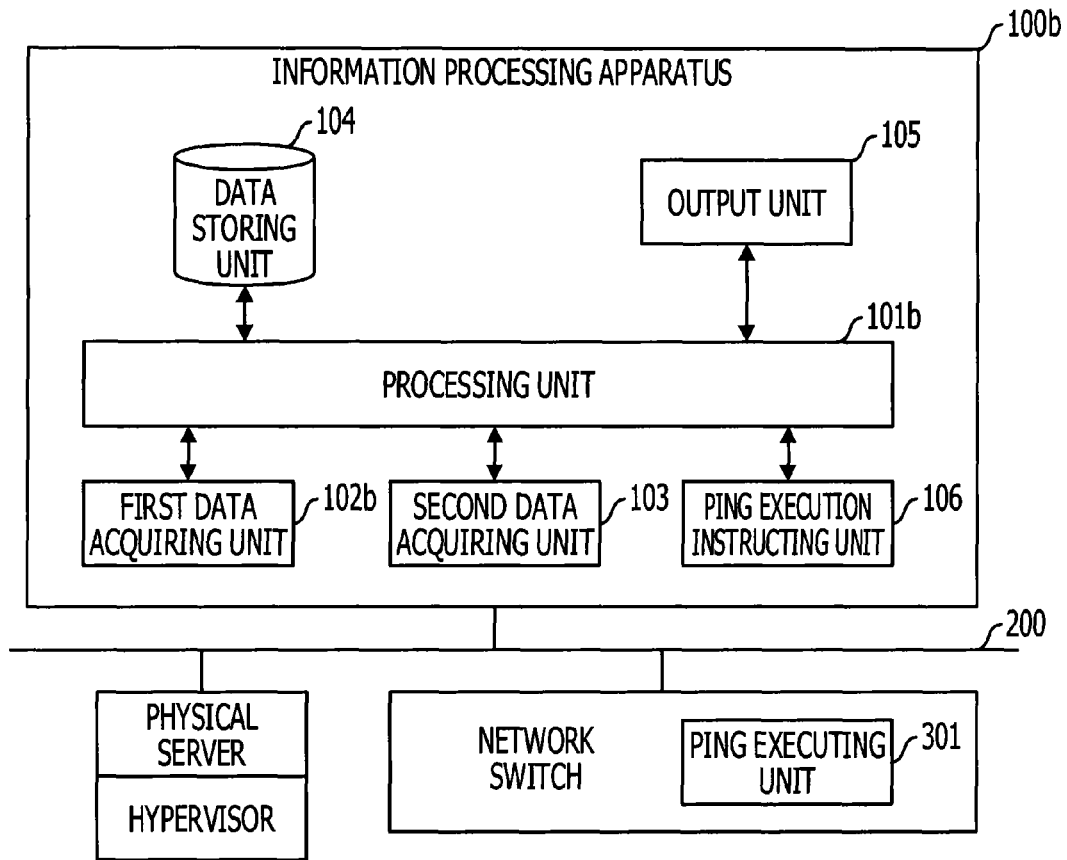 100b
INFORMATION PROCESSING APPARATUS
104
DATA
STORING
UNIT
105
OUTPUT UNIT
101b
PROCESSING UNIT
FIRST DATA
ACQUIRING UNIT
102b
SECOND DATA
ACQUIRING UNIT
103
PING EXECUTION
INSTRUCTING UNIT
106
200
PHYSICAL
SERVER
HYPERVISOR
NETWORK
SWITCH
PING EXECUTING
UNIT
301